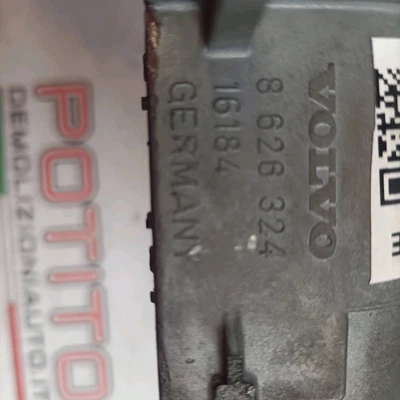 VOLVO
8 626 324
16184
GERMANY
POTITO
DEMOLIZIONIAUTO.IT